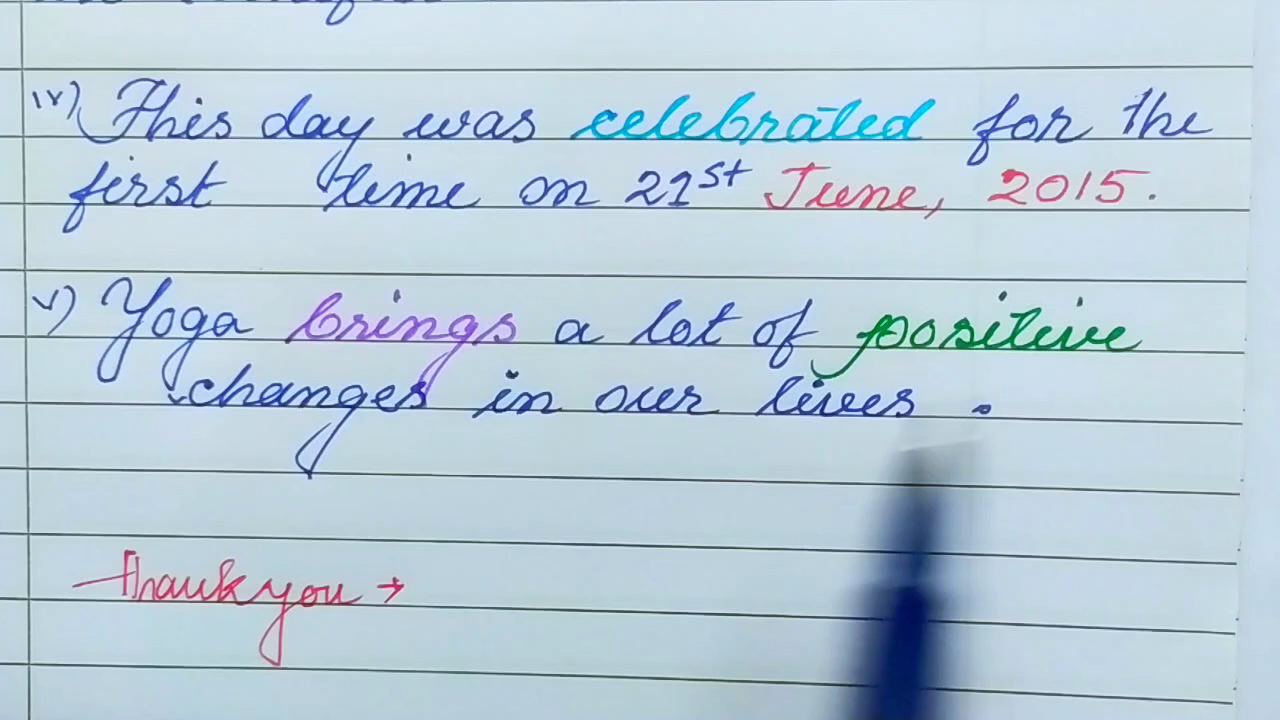 iv) This day was celebrated for the
first time on 21st June, 2015.
v) Yoga brings a lot of positive
changes in our lives.
Thank you →